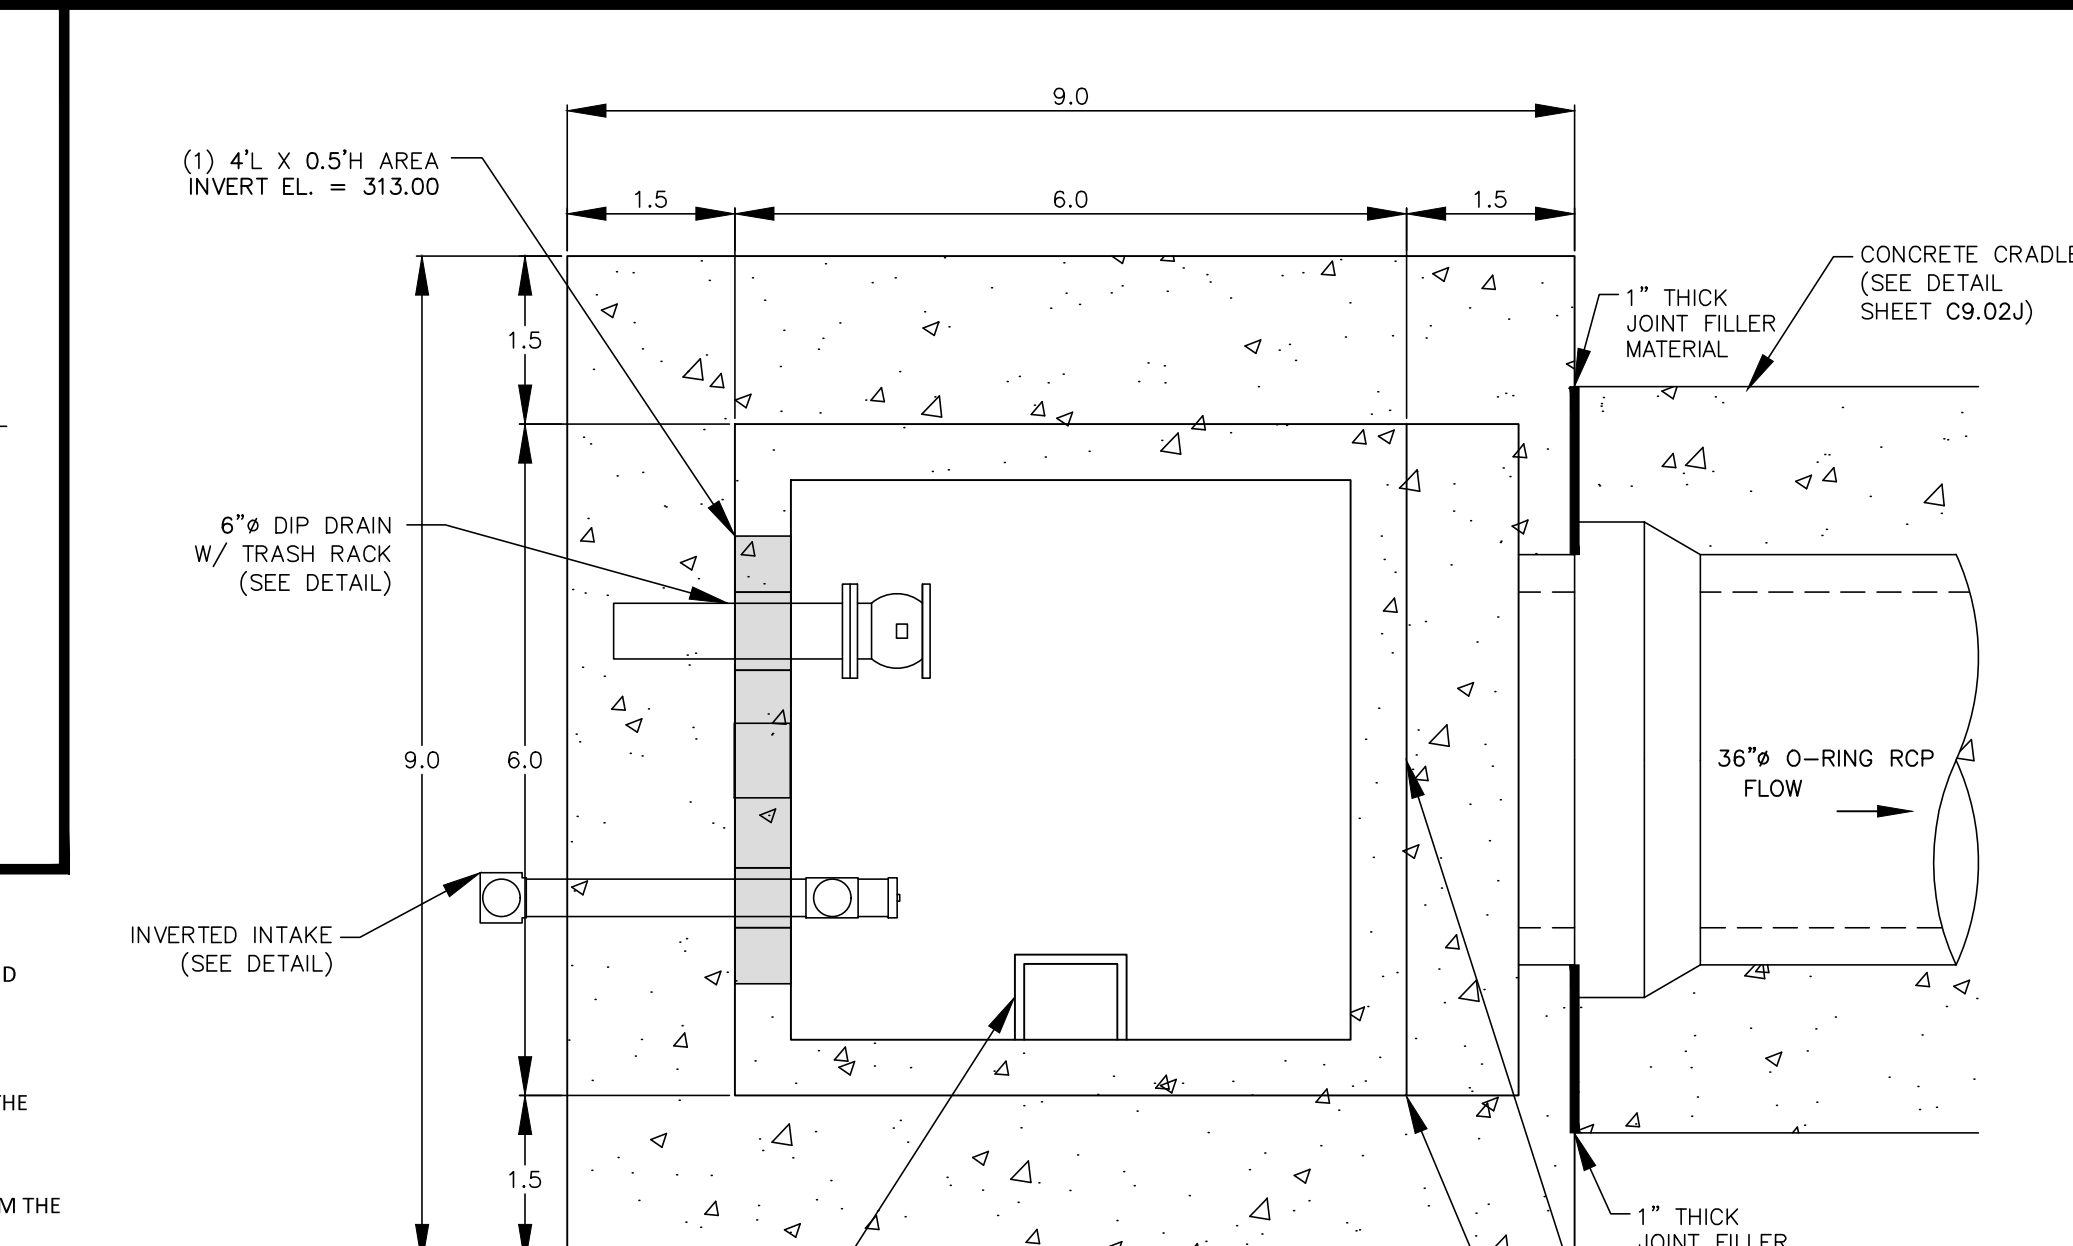 9.0
(1) 4'L X 0.5'H AREA
INVERT EL. = 313.00
1.5
6.0
1.5
CONCRETE CRADLE
(SEE DETAIL
SHEET C9.02J)
1" THICK
JOINT FILLER
MATERIAL
1.5
6"ø DIP DRAIN
W/ TRASH RACK
(SEE DETAIL)
9.0
6.0
36"ø O-RING RCP
FLOW
INVERTED INTAKE
(SEE DETAIL)
D
THE
1.5
M THE
1" THICK
JOINT FILLER